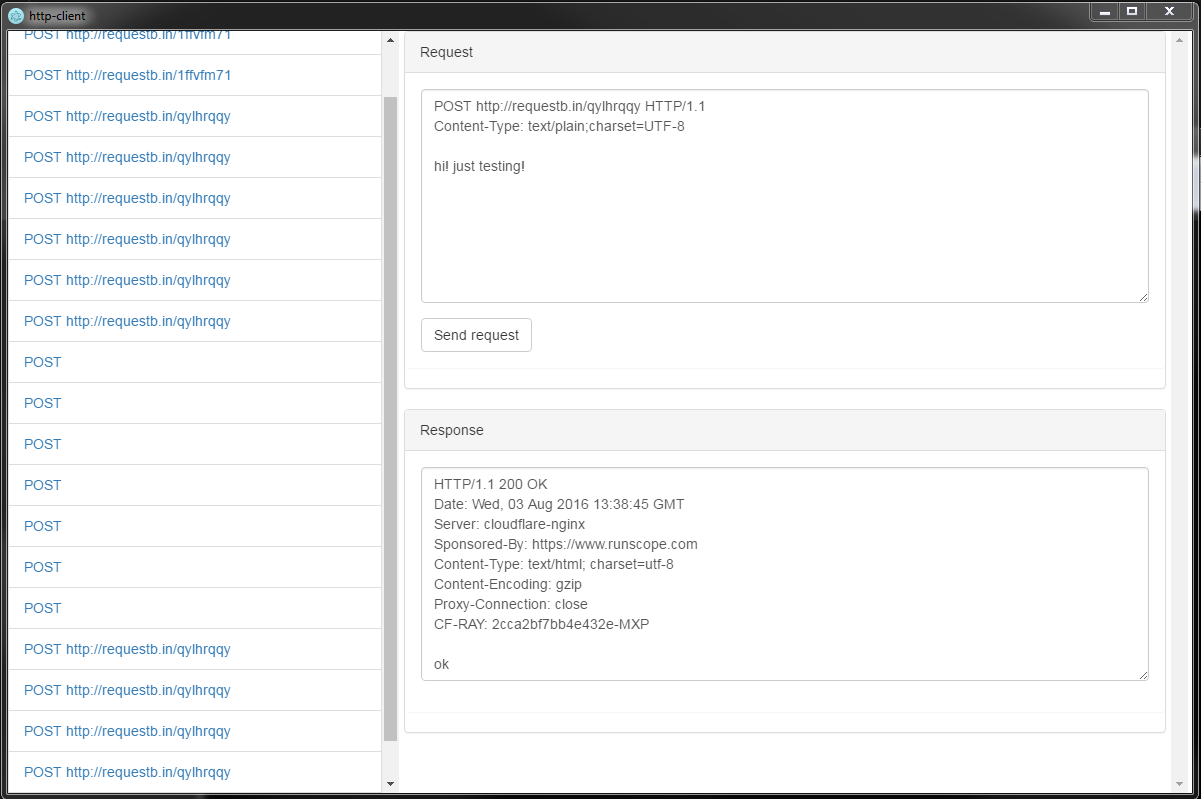 http-client
POST http://requestb.in/1ffvfm71
POST http://requestb.in/1ffvfm71
POST http://requestb.in/qylhrqqy
POST http://requestb.in/qylhrqqy
POST http://requestb.in/qylhrqqy
POST http://requestb.in/qylhrqqy
POST http://requestb.in/qylhrqqy
POST http://requestb.in/qylhrqqy
POST
POST
POST
POST
POST
POST
POST
POST http://requestb.in/qylhrqqy
POST http://requestb.in/qylhrqqy
POST http://requestb.in/qylhrqqy
POST http://requestb.in/qylhrqqy
Request
POST http://requestb.in/qylhrqqy HTTP/1.1
Content-Type: text/plain;charset=UTF-8
hi! just testing!
Send request
Response
HTTP/1.1 200 OK
Date: Wed, 03 Aug 2016 13:38:45 GMT
Server: cloudflare-nginx
Sponsored-By: https://www.runscope.com
Content-Type: text/html; charset=utf-8
Content-Encoding: gzip
Proxy-Connection: close
CF-RAY: 2cca2bf7bb4e432e-MXP
ok